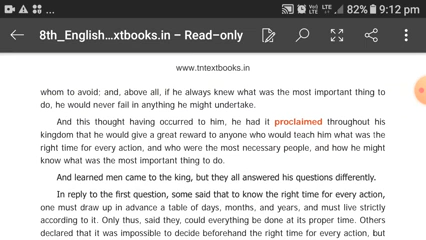 82% 9:12 pm
8th_English...xtbooks.in – Read–only
www.tntextbooks.in
whom to avoid; and, above all, if he always knew what was the most important thing to
do, he would never fail in anything he might undertake.
And this thought having occurred to him, he had it proclaimed throughout his
kingdom that he would give a great reward to anyone who would teach him what was the
right time for every action, and who were the most necessary people, and how he might
know what was the most important thing to do.
And learned men came to the king, but they all answered his questions differently.
In reply to the first question, some said that to know the right time for every action,
one must draw up in advance a table of days, months, and years, and must live strictly
according to it. Only thus, said they, could everything be done at its proper time. Others
declared that it was impossible to decide beforehand the right time for every action, but